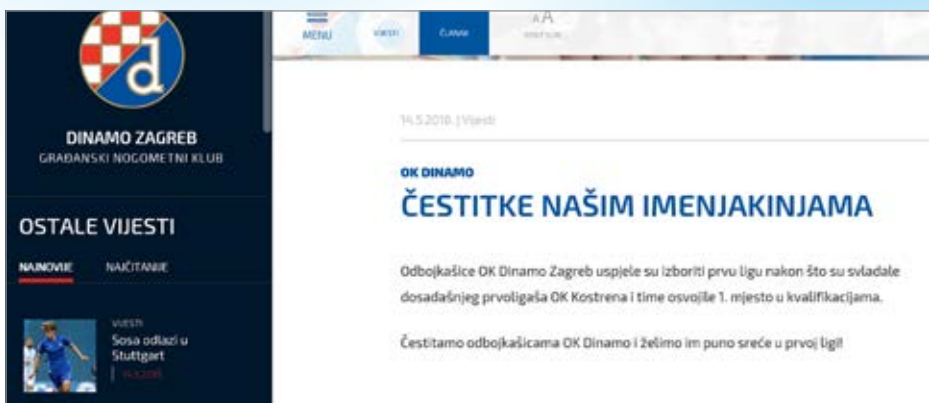 DINAMO ZAGREB
GRAĐANSKI NOGOMETNI KLUB
OSTALE VIJESTI
NAJNOVIJE NAJČITANIJE
VIJESTI
Sosa odlazi u
Stuttgart
MENU VIJESTI ČLANAK AA
14.5.2018. | Vijesti
OK DINAMO
ČESTITKE NAŠIM IMENJAKINJAMA
Odbojkašice OK Dinamo Zagreb uspjele su izboriti prvu ligu nakon što su svladale
dosadašnjeg prvoligaša OK Kostrena i time osvojile 1. mjesto u kvalifikacijama.
Čestitamo odbojkašicama OK Dinamo i želimo im puno sreće u prvoj ligi!